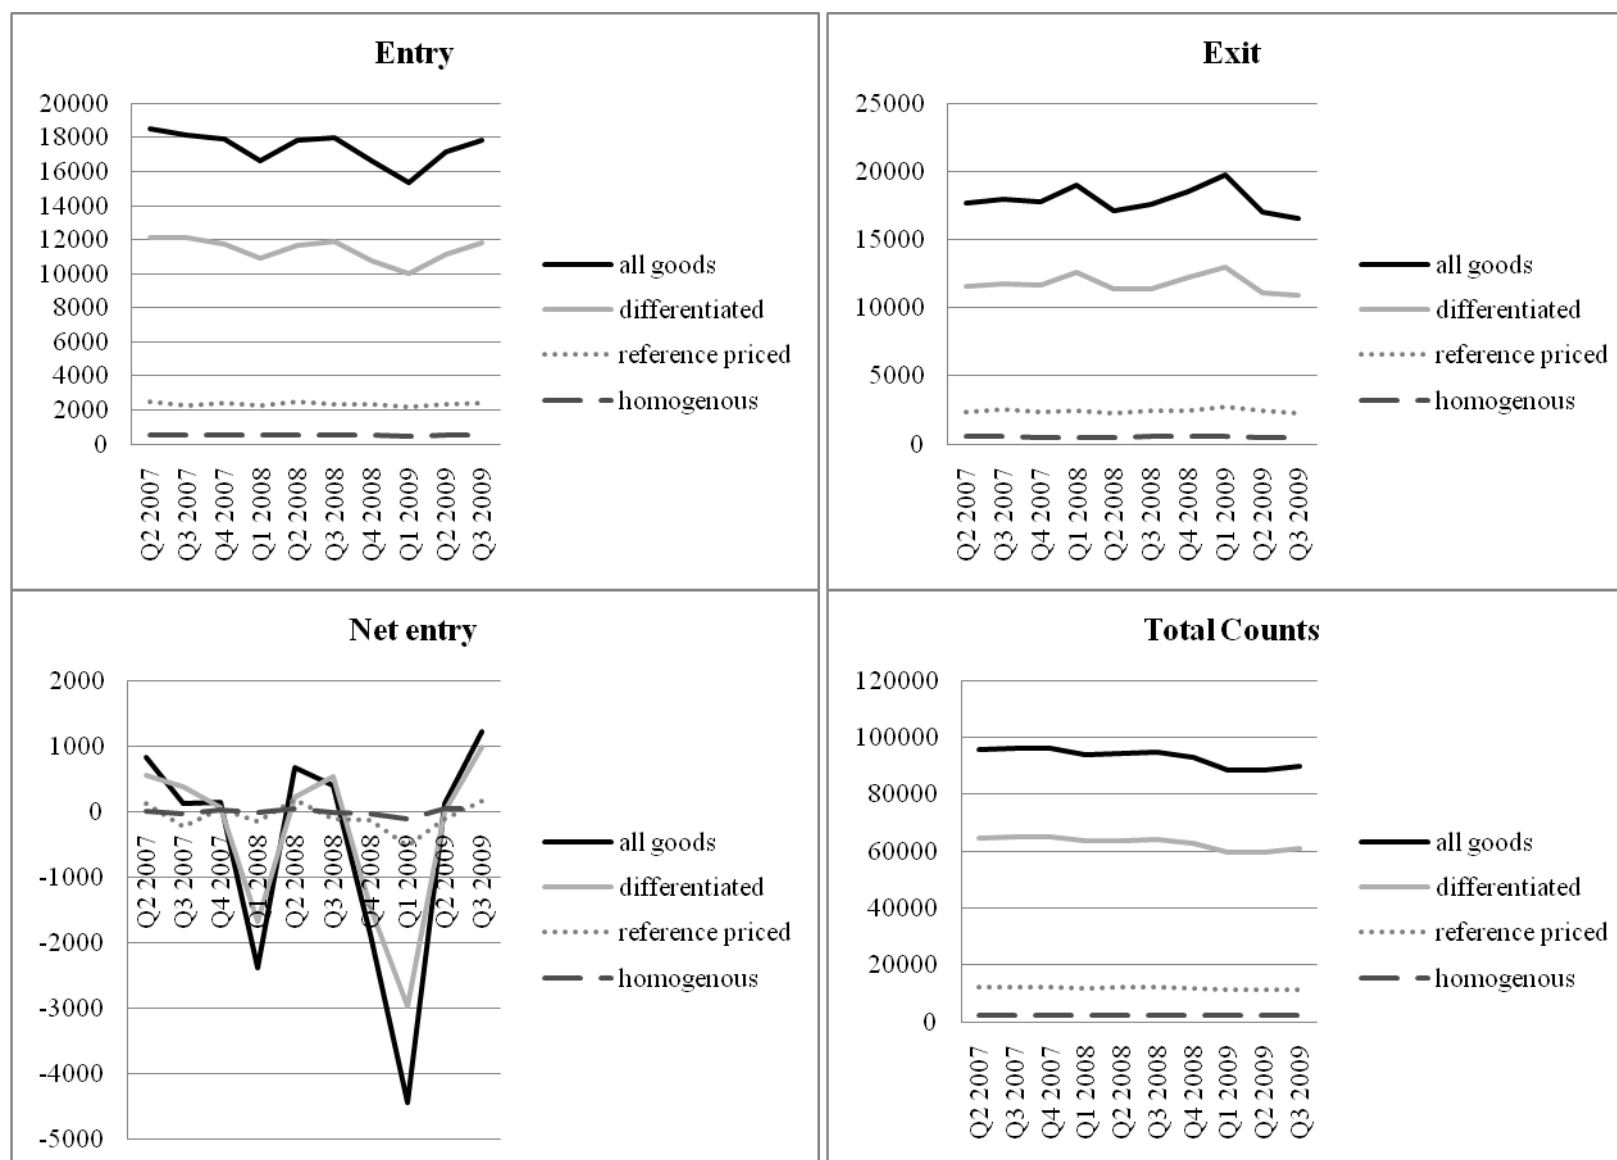 Entry
20000
18000
16000
14000
12000
10000
8000
6000
4000
2000
0
Q2 2007
Q3 2007
Q4 2007
Q1 2008
Q2 2008
Q3 2008
Q4 2008
Q1 2009
Q2 2009
Q3 2009
all goods
differentiated
reference priced
homogenous
Exit
25000
20000
15000
10000
5000
0
Q2 2007
Q3 2007
Q4 2007
Q1 2008
Q2 2008
Q3 2008
Q4 2008
Q1 2009
Q2 2009
Q3 2009
all goods
differentiated
reference priced
homogenous
Net entry
2000
1000
0
-1000
-2000
-3000
-4000
-5000
Q2 2007
Q3 2007
Q4 2007
Q1 2008
Q2 2008
Q3 2008
Q4 2008
Q1 2009
Q2 2009
Q3 2009
all goods
differentiated
reference priced
homogenous
Total Counts
120000
100000
80000
60000
40000
20000
0
Q2 2007
Q3 2007
Q4 2007
Q1 2008
Q2 2008
Q3 2008
Q4 2008
Q1 2009
Q2 2009
Q3 2009
all goods
differentiated
reference priced
homogenous